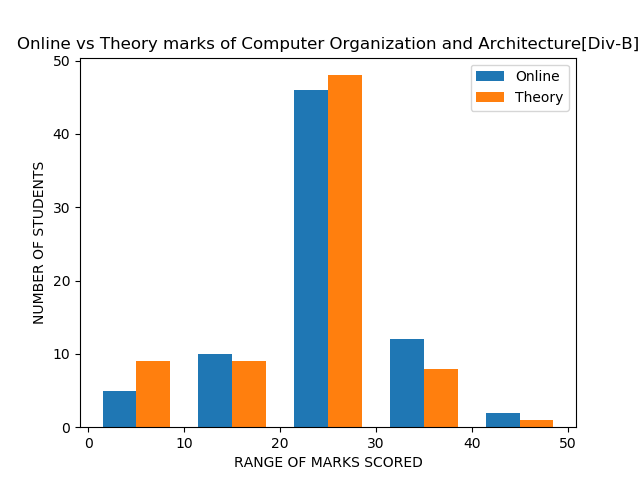 Online vs Theory marks of Computer Organization and Architecture[Div-B]
Online
Theory
NUMBER OF STUDENTS
50
40
30
20
10
0
0 10 20 30 40 50
RANGE OF MARKS SCORED